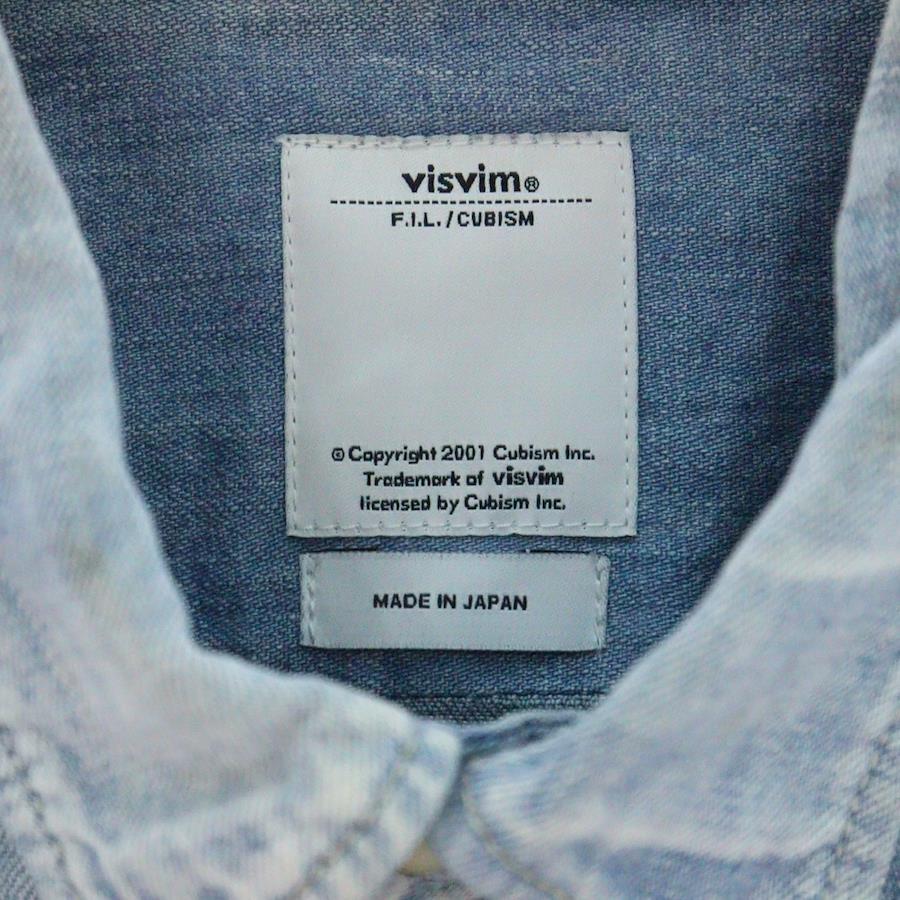 visvim®
F.I.L./CUBISM
©Copyright 2001 Cubism Inc.
Trademark of visvim
licensed by Cubism Inc.
MADE IN JAPAN